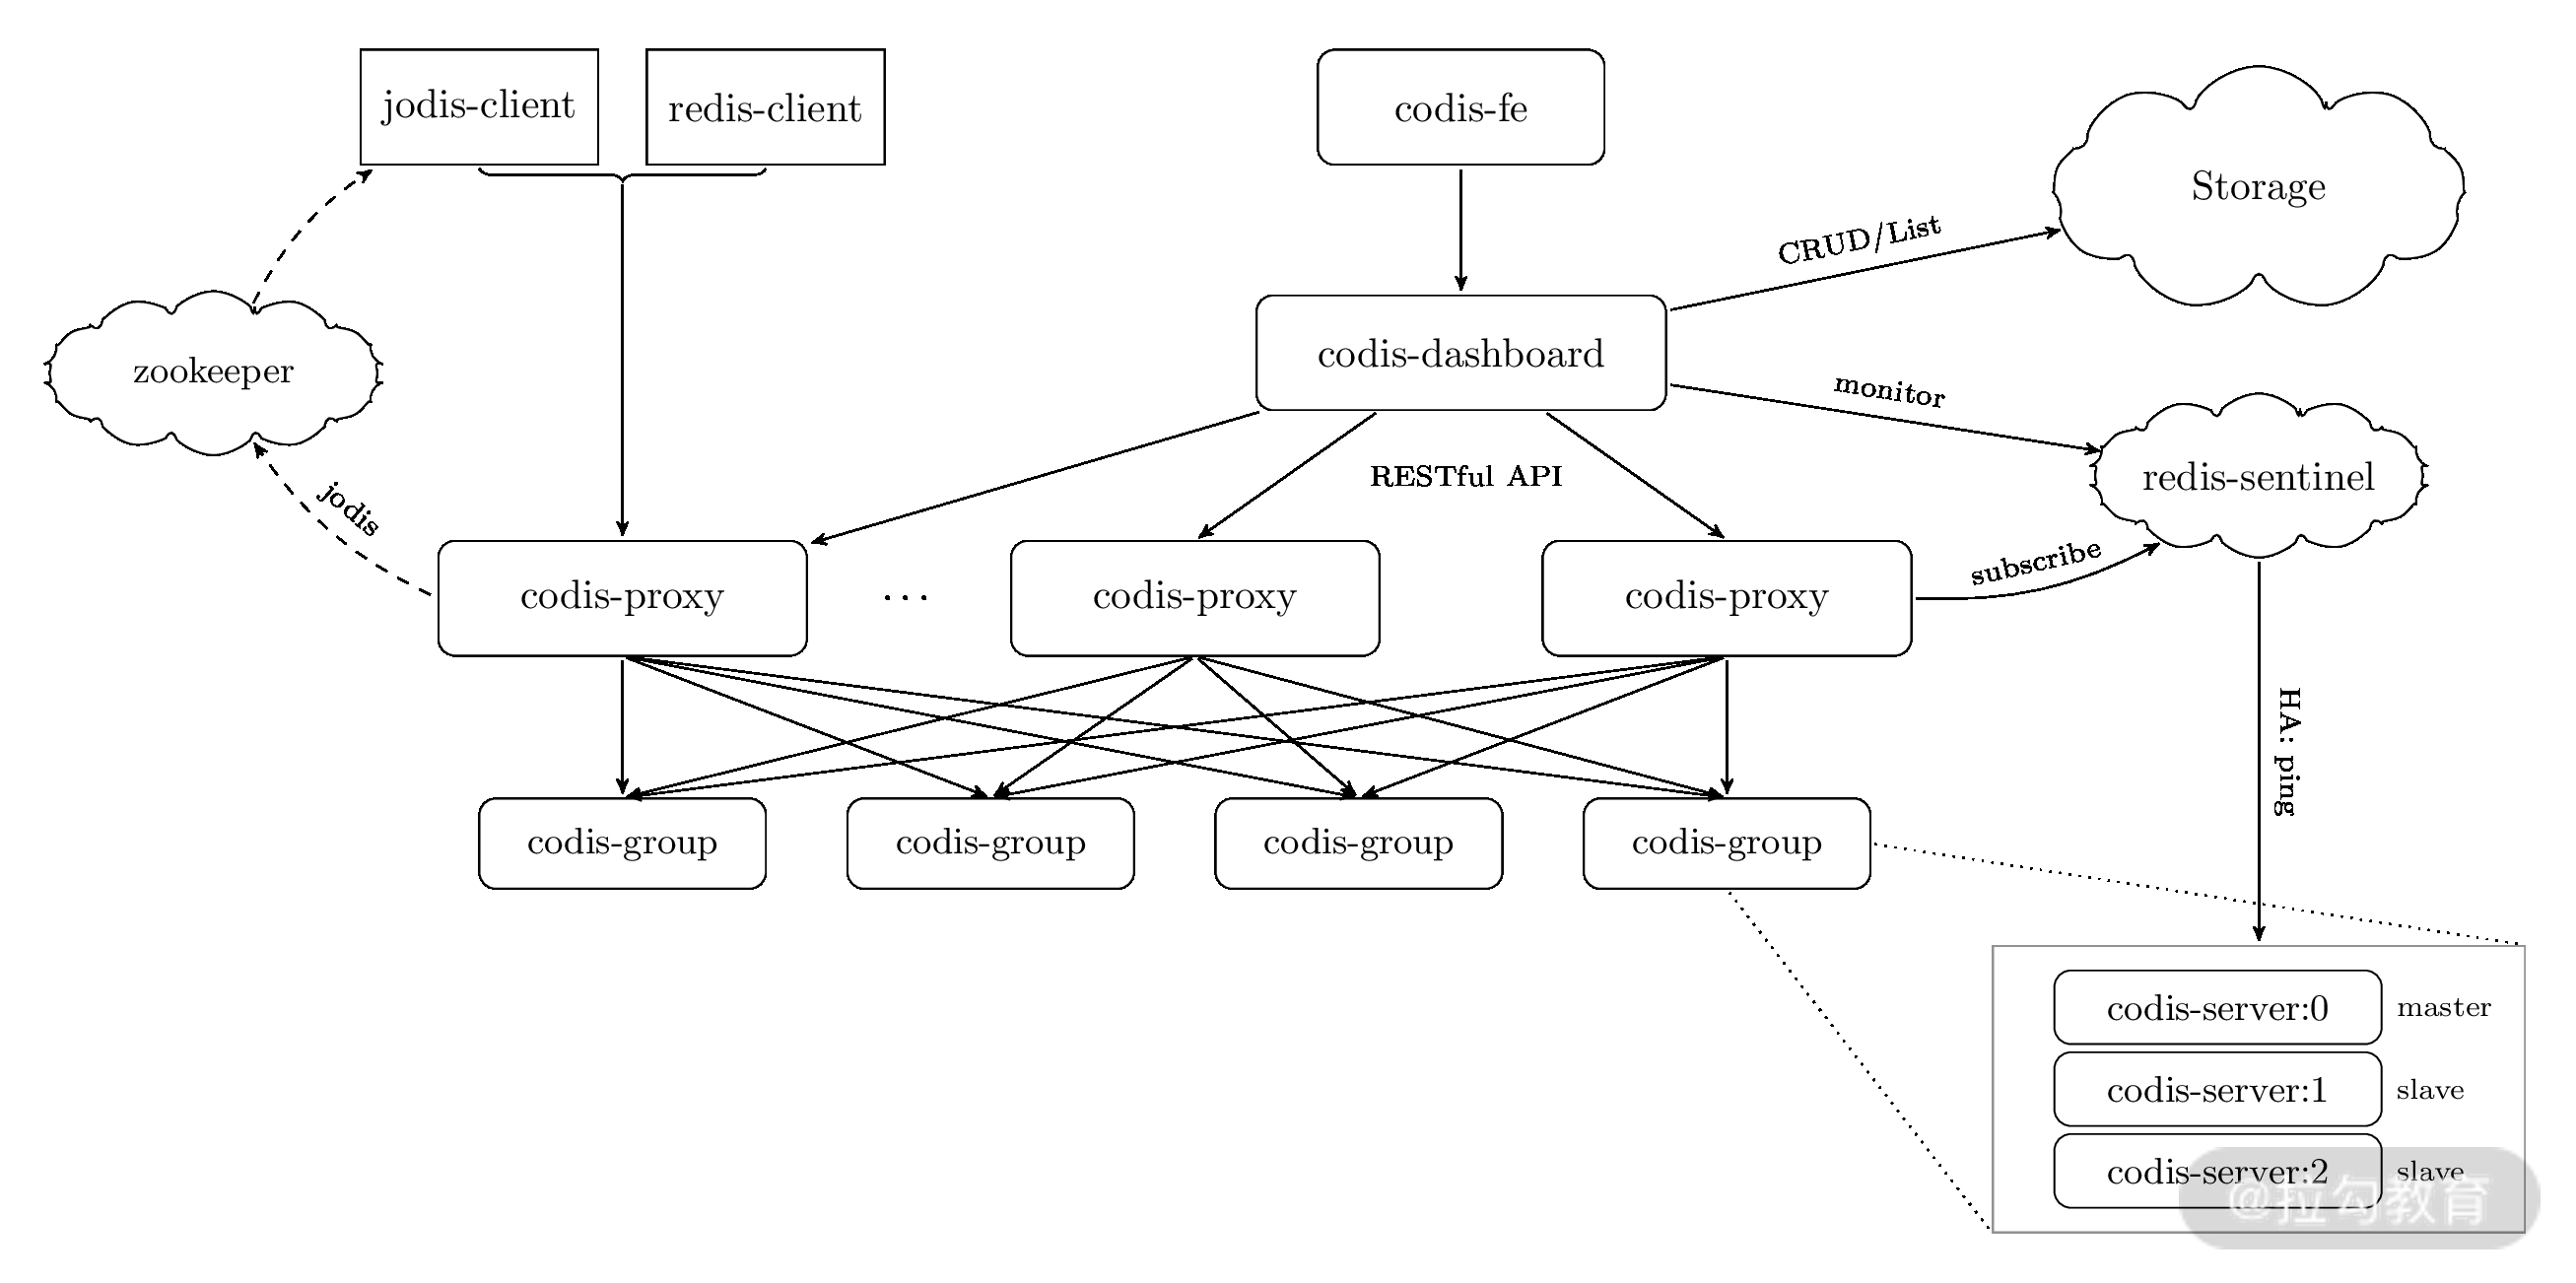 jodis-client
redis-client
codis-fe
Storage
CRUD/List
zookeeper
codis-dashboard
monitor
RESTful API
redis-sentinel
jodis
subscribe
codis-proxy
...
codis-proxy
codis-proxy
HA: ping
codis-group
codis-group
codis-group
codis-group
codis-server:0 master
codis-server:1 slave
codis-server:2 slave
@拉勾教育